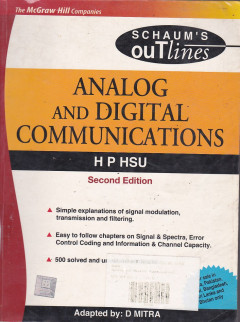 The McGraw Hill Companies
SCHAUM'S
ouTlines
ANALOG
AND DIGITAL
COMMUNICATIONS
H P HSU
Second Edition
Simple explanations of signal modulation,
transmission and filtering.
Easy to follow chapters on Signal & Spectra, Error
Control Coding and Information & Channel Capacity.
500 solved and
Adapted by: D MITRA